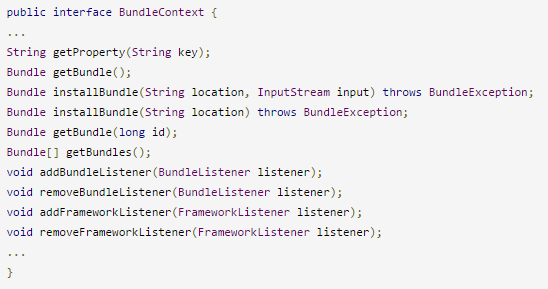 public interface BundleContext {
...
String getProperty(String key);
Bundle getBundle();
Bundle installBundle(String location, InputStream input) throws BundleException;
Bundle installBundle(String location) throws BundleException;
Bundle getBundle(long id);
Bundle[] getBundles();
void addBundleListener(BundleListener listener);
void removeBundleListener(BundleListener listener);
void addFrameworkListener(FrameworkListener listener);
void removeFrameworkListener(FrameworkListener listener);
...
}